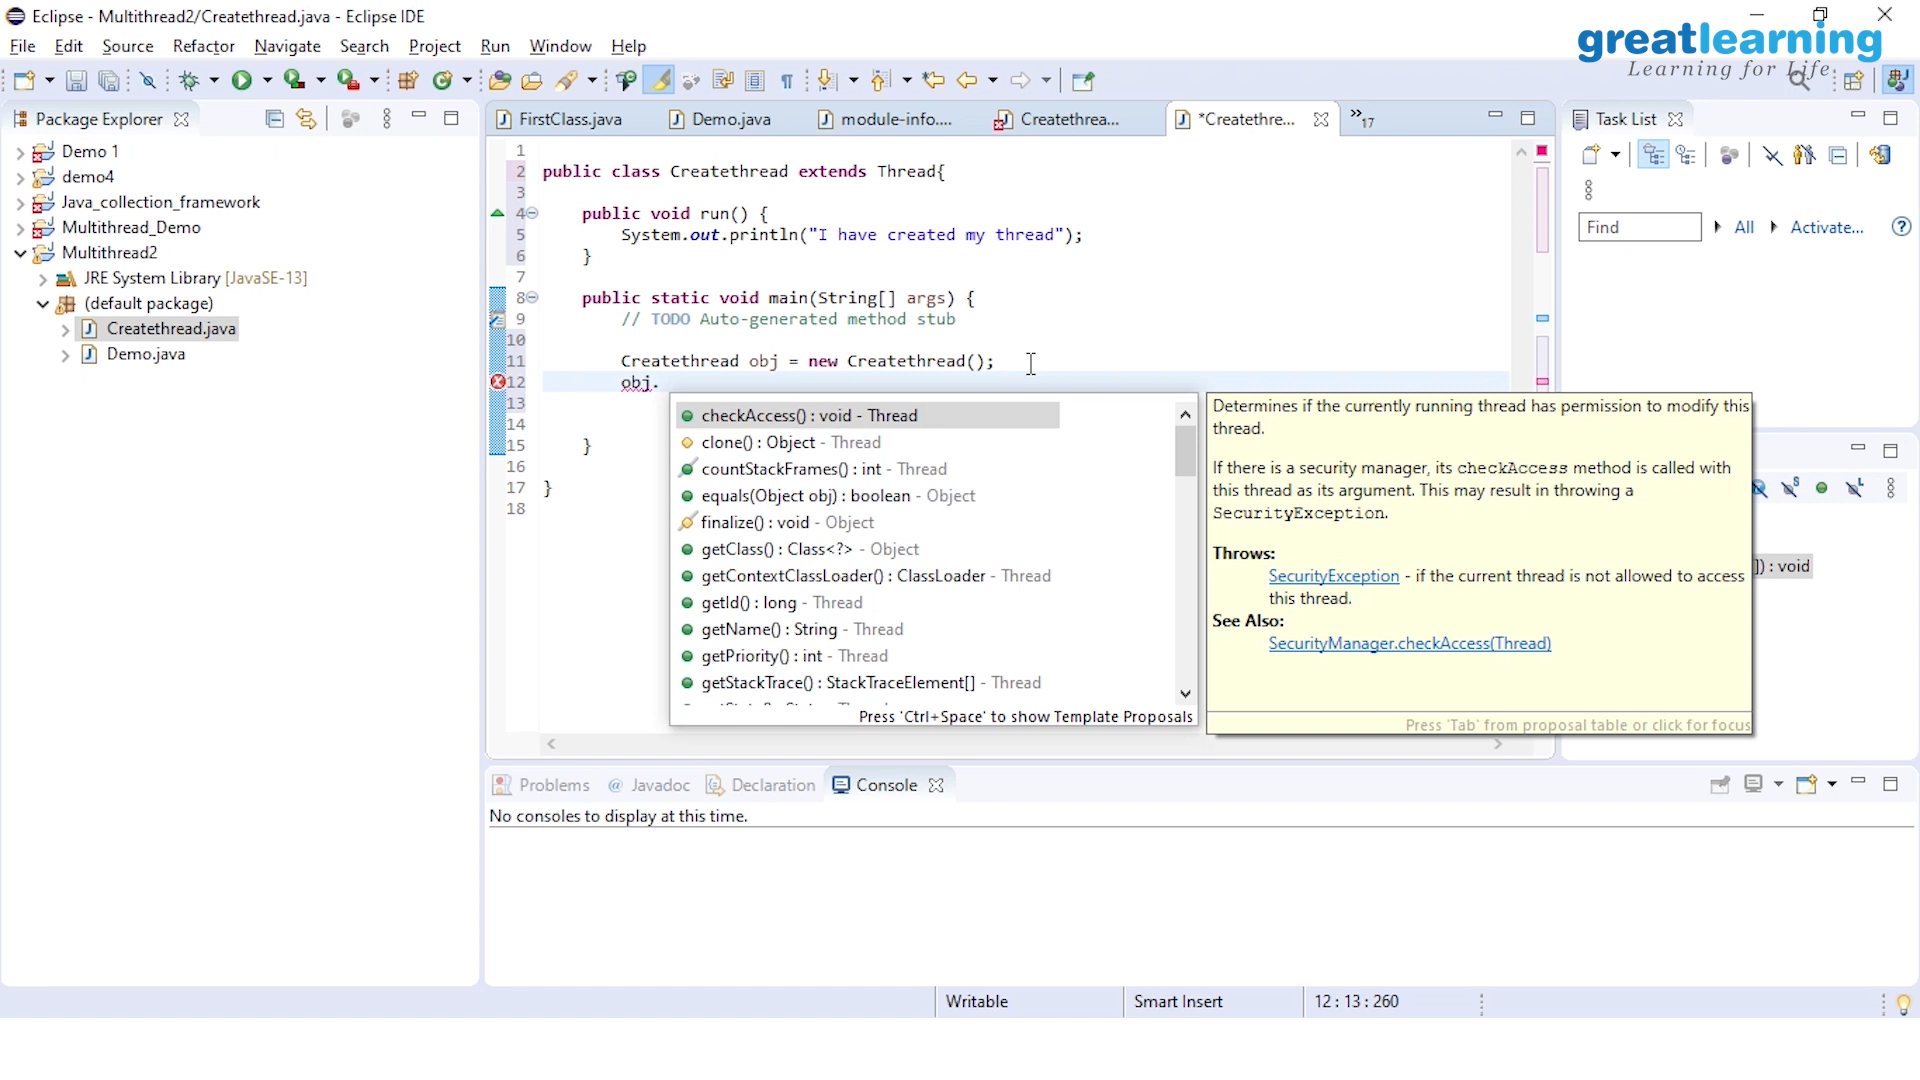 Eclipse - Multithread2/Createthread.java - Eclipse IDE
File Edit Source Refactor Navigate Search Project Run Window Help
greatlearning
Learning for Life
Package Explorer
Demo 1
demo4
Java_collection_framework
Multithread_Demo
Multithread2
JRE System Library [JavaSE-13]
(default package)
Createthread.java
Demo.java
FirstClass.java Demo.java module-info.... Createthrea... *Createthre... »17
1
2 public class Createthread extends Thread{
3
4 public void run() {
5 System.out.println("I have created my thread");
6 }
7
8 public static void main(String[] args) {
9 // TODO Auto-generated method stub
10
11 Createthread obj = new Createthread();
12 obj.
13
14
15 }
16
17 }
18
checkAccess() : void - Thread
clone() : Object - Thread
countStackFrames() : int - Thread
equals(Object obj) : boolean - Object
finalize() : void - Object
getClass() : Class<?> - Object
getContextClassLoader() : ClassLoader - Thread
getId() : long - Thread
getName() : String - Thread
getPriority() : int - Thread
getStackTrace() : StackTraceElement[] - Thread
Press 'Ctrl+Space' to show Template Proposals
Determines if the currently running thread has permission to modify this
thread.
If there is a security manager, its checkAccess method is called with
this thread as its argument. This may result in throwing a
SecurityException.
Throws:
SecurityException - if the current thread is not allowed to access
this thread.
See Also:
SecurityManager.checkAccess(Thread)
Press 'Tab' from proposal table or click for focus
Task List
Find All Activate...
]) : void
Problems @ Javadoc Declaration Console
No consoles to display at this time.
Writable Smart Insert 12 : 13 : 260